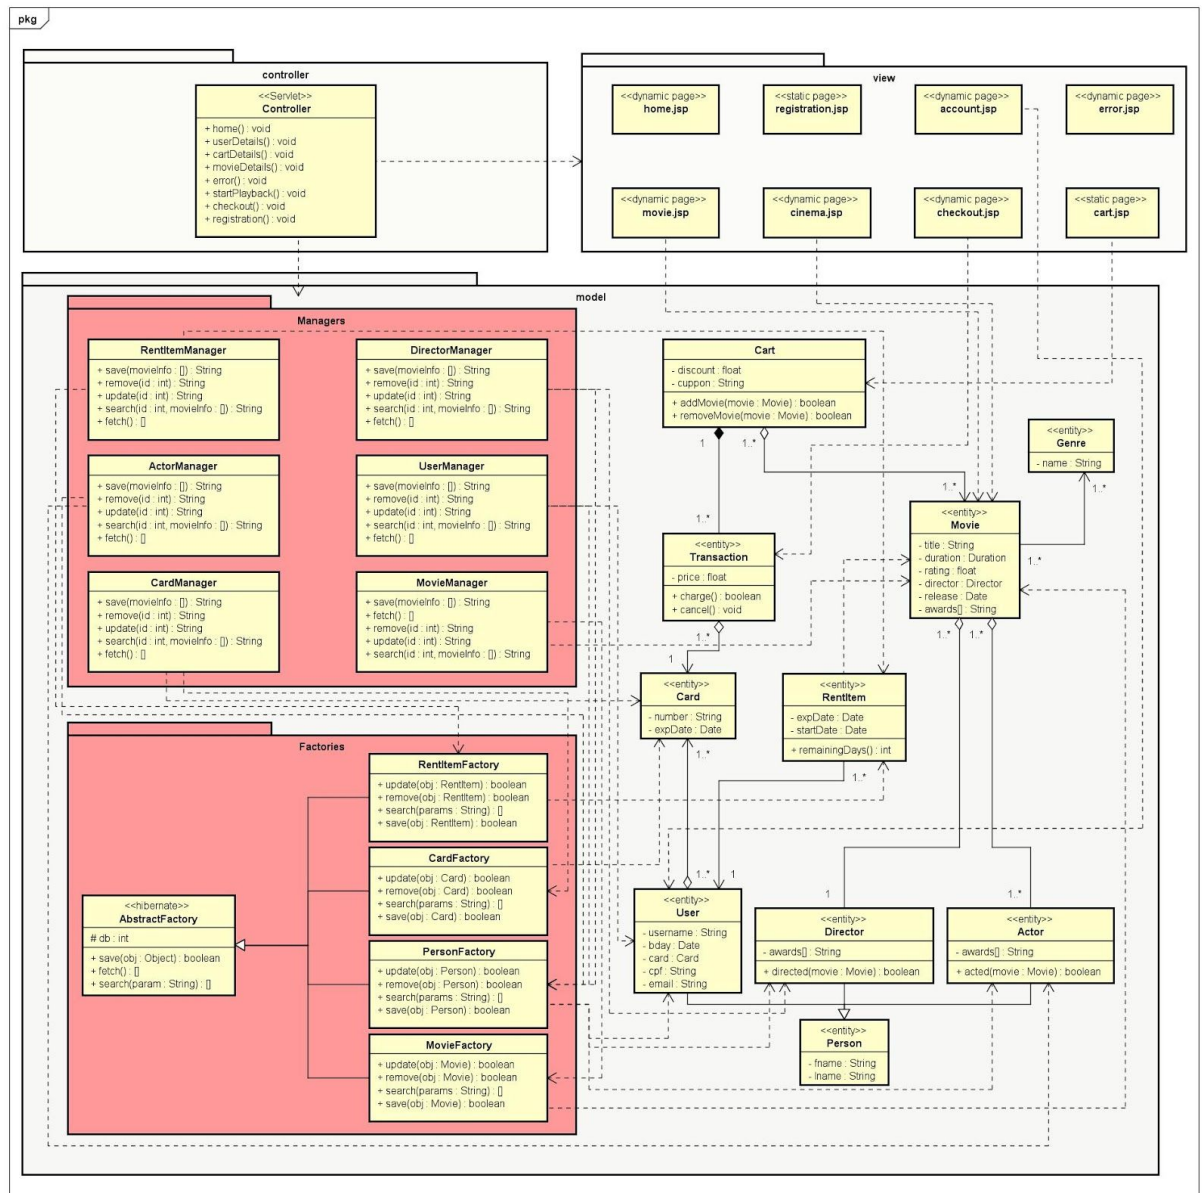 pkg
controller
<<Servlet>>
Controller
+ home() : void
+ userDetails() : void
+ cartDetails() : void
+ movieDetails() : void
+ error() : void
+ startPlayback() : void
+ checkout() : void
+ registration() : void
view
<<dynamic page>>
home.jsp
<<static page>>
registration.jsp
<<dynamic page>>
account.jsp
<<dynamic page>>
error.jsp
<<dynamic page>>
movie.jsp
<<dynamic page>>
cinema.jsp
<<dynamic page>>
checkout.jsp
<<static page>>
cart.jsp
model
Managers
RentItemManager
+ save(movieInfo : []) : String
+ remove(id : int) : String
+ update(id : int) : String
+ search(id : int, movieInfo : []) : String
+ fetch() : []
DirectorManager
+ save(movieInfo : []) : String
+ remove(id : int) : String
+ update(id : int) : String
+ search(id : int, movieInfo : []) : String
+ fetch() : []
ActorManager
+ save(movieInfo : []) : String
+ remove(id : int) : String
+ update(id : int) : String
+ search(id : int, movieInfo : []) : String
+ fetch() : []
UserManager
+ save(movieInfo : []) : String
+ remove(id : int) : String
+ update(id : int) : String
+ search(id : int, movieInfo : []) : String
+ fetch() : []
CardManager
+ save(movieInfo : []) : String
+ remove(id : int) : String
+ update(id : int) : String
+ search(id : int, movieInfo : []) : String
+ fetch() : []
MovieManager
+ save(movieInfo : []) : String
+ fetch() : []
+ remove(id : int) : String
+ update(id : int) : String
+ search(id : int, movieInfo : []) : String
Cart
- discount : float
- cuppon : String
+ addMovie(movie : Movie) : boolean
+ removeMovie(movie : Movie) : boolean
1
1..*
<<entity>>
Genre
- name : String
1..*
1..*
1..*
1..*
<<entity>>
Movie
- title : String
- duration : Duration
- rating : float
- director : Director
- release : Date
- awards[] : String
1..*
1..*
<<entity>>
Transaction
- price : float
+ charge() : boolean
+ cancel() : void
1..*
1
<<entity>>
Card
- number : String
- expDate : Date
1..*
<<entity>>
RentItem
- expDate : Date
- startDate : Date
+ remainingDays() : int
1..*
Factories
RentItemFactory
+ update(obj : RentItem) : boolean
+ remove(obj : RentItem) : boolean
+ search(params : String) : []
+ save(obj : RentItem) : boolean
CardFactory
+ update(obj : Card) : boolean
+ remove(obj : Card) : boolean
+ search(params : String) : []
+ save(obj : Card) : boolean
<<hibernate>>
AbstractFactory
# db : int
+ save(obj : Object) : boolean
+ fetch() : []
+ search(param : String) : []
PersonFactory
+ update(obj : Person) : boolean
+ remove(obj : Person) : boolean
+ search(params : String) : []
+ save(obj : Person) : boolean
MovieFactory
+ update(obj : Movie) : boolean
+ remove(obj : Movie) : boolean
+ search(params : String) : []
+ save(obj : Movie) : boolean
1..*
1
1
1..*
<<entity>>
User
- username : String
- bday : Date
- card : Card
- cpf : String
- email : String
<<entity>>
Director
- awards[] : String
+ directed(movie : Movie) : boolean
<<entity>>
Actor
- awards[] : String
+ acted(movie : Movie) : boolean
<<entity>>
Person
- fname : String
- lname : String